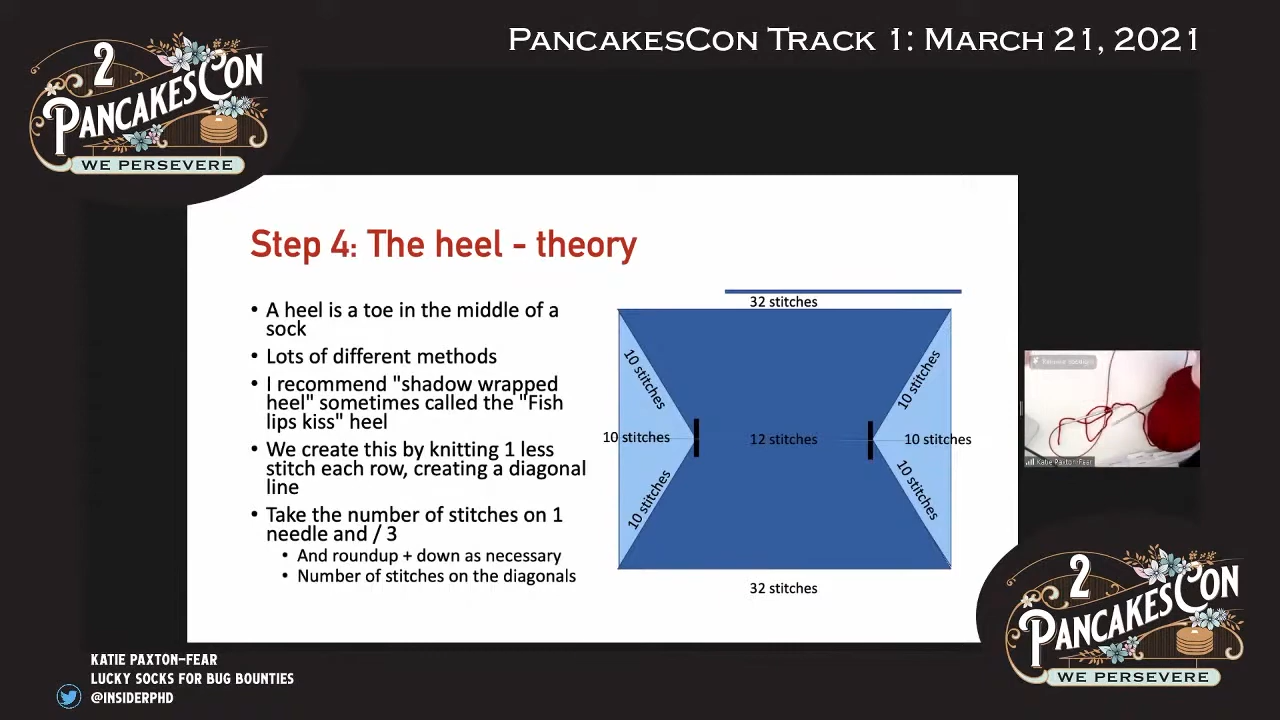 PANCAKESCON TRACK 1: MARCH 21, 2021
2
PANCAKESCON
WE PERSEVERE
Step 4: The heel - theory
• A heel is a toe in the middle of a
sock
• Lots of different methods
• I recommend "shadow wrapped
heel" sometimes called the "Fish
lips kiss" heel
• We create this by knitting 1 less
stitch each row, creating a diagonal
line
• Take the number of stitches on 1
needle and / 3
• And roundup + down as necessary
• Number of stitches on the diagonals
32 stitches
10 stitches
10 stitches
10 stitches
12 stitches
10 stitches
10 stitches
10 stitches
32 stitches
Katie Paxton-Fear
2
PANCAKESCON
WE PERSEVERE
KATIE PAXTON-FEAR
LUCKY SOCKS FOR BUG BOUNTIES
@INSIDERPHD